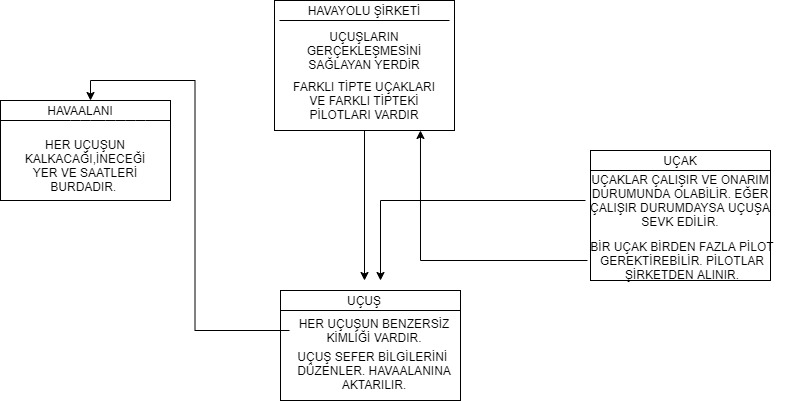 HAVAYOLU ŞİRKETİ
UÇUŞLARIN
GERÇEKLEŞMESİNİ
SAĞLAYAN YERDİR
FARKLI TİPTE UÇAKLARI
VE FARKLI TİPTEKİ
PİLOTLARI VARDIR
HAVAALANI
HER UÇUŞUN
KALKACAĞI,İNECEĞİ
YER VE SAATLERİ
BURDADIR.
UÇAK
UÇAKLAR ÇALIŞIR VE ONARIM
DURUMUNDA OLABİLİR. EĞER
ÇALIŞIR DURUMDAYSA UÇUŞA
SEVK EDİLİR.
BİR UÇAK BİRDEN FAZLA PİLOT
GEREKTİREBİLİR. PİLOTLAR
ŞİRKETDEN ALINIR.
UÇUŞ
HER UÇUŞUN BENZERSİZ
KİMLİĞİ VARDIR.
UÇUŞ SEFER BİLGİLERİNİ
DÜZENLER. HAVAALANINA
AKTARILIR.